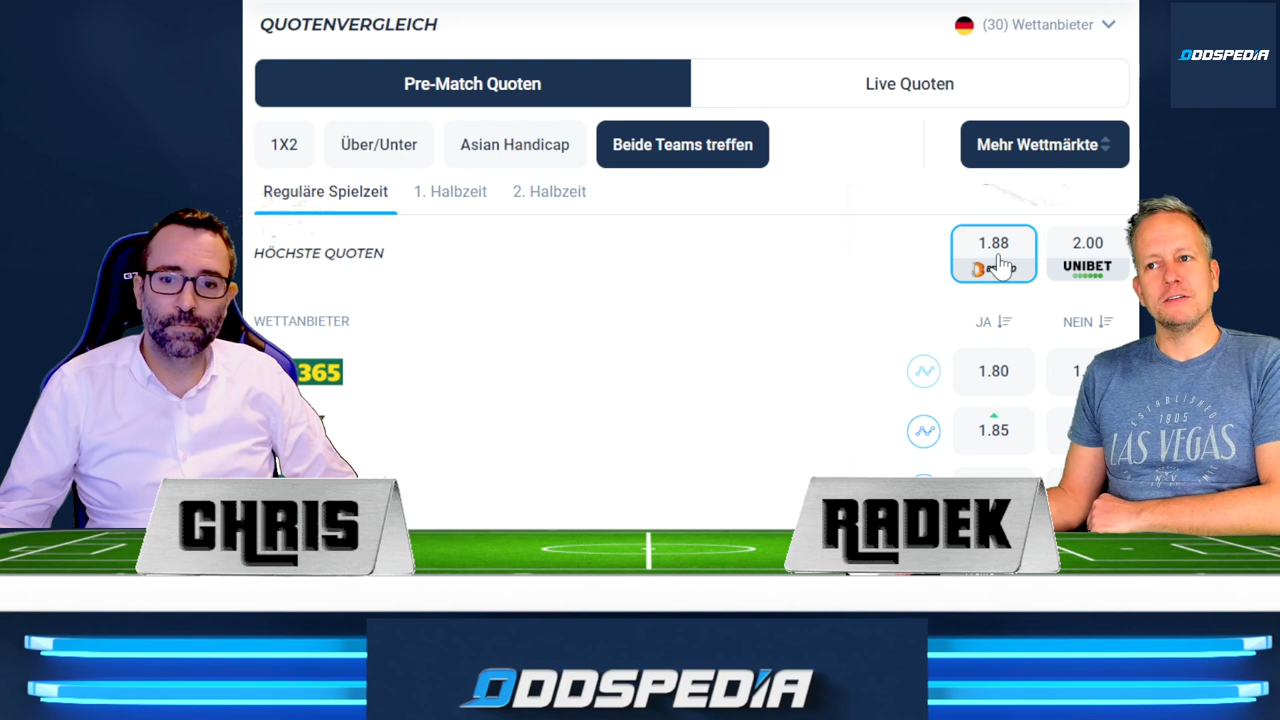 QUOTENVERGLEICH
(30) Wettanbieter
ODDSPEDIA
Pre-Match Quoten
Live Quoten
1X2
Über/Unter
Asian Handicap
Beide Teams treffen
Mehr Wettmärkte
Reguläre Spielzeit
1. Halbzeit
2. Halbzeit
HÖCHSTE QUOTEN
1.88
2.00
UNIBET
WETTANBIETER
JA
NEIN
365
1.80
1.85
ESTABLISHED
1805
LAS VEGAS
CHRIS
RADEK
ODDSPEDIA